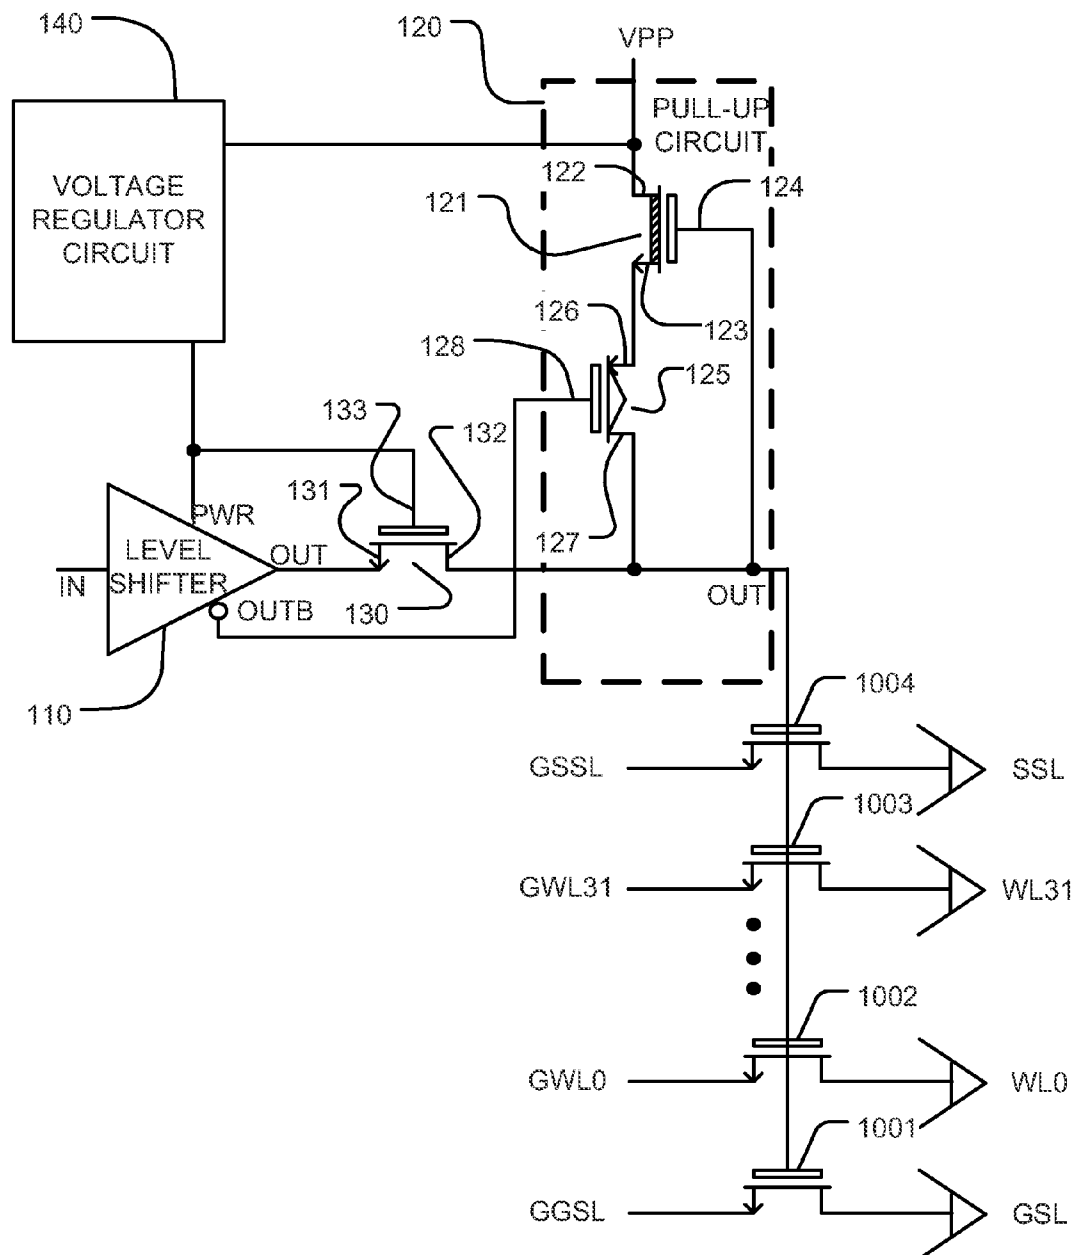 140
120
VPP
PULL-UP
CIRCUIT
122
124
121
VOLTAGE
REGULATOR
CIRCUIT
126
123
128
125
133
132
131
127
PWR
LEVEL
SHIFTER
OUT
IN
OUTB
130
OUT
110
1004
GSSL
SSL
1003
GWL31
WL31
1002
GWL0
WL0
1001
GGSL
GSL